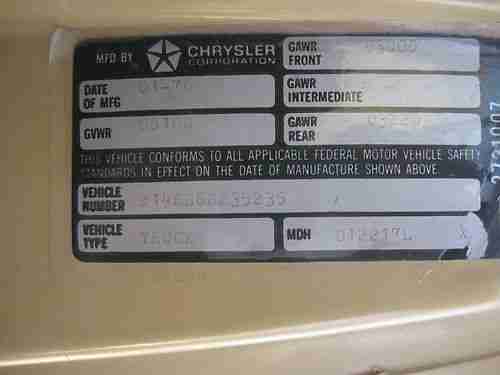 MFD BY CHRYSLER CORPORATION
GAWR FRONT
DATE OF MFG
GAWR INTERMEDIATE
GVWR
GAWR REAR
THIS VEHICLE CONFORMS TO ALL APPLICABLE FEDERAL MOTOR VEHICLE SAFETY
STANDARDS IN EFFECT ON THE DATE OF MANUFACTURE SHOWN ABOVE.
VEHICLE NUMBER
VEHICLE TYPE TRUCK MDH